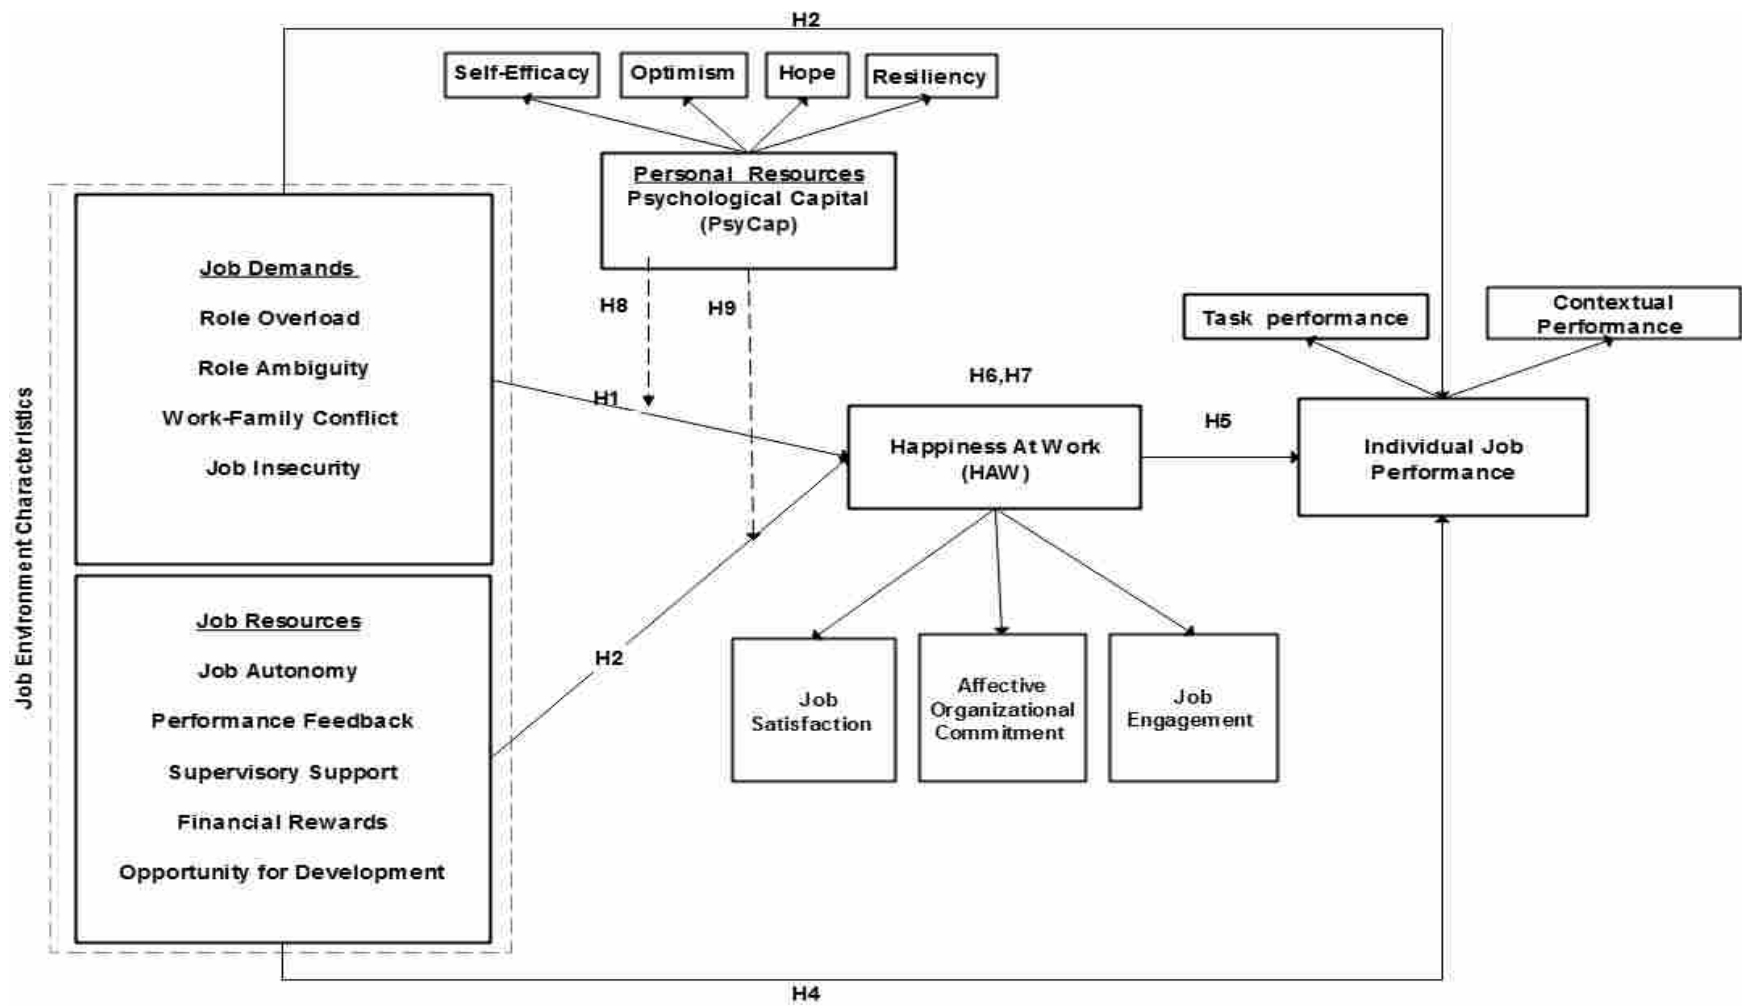 H2
Self-Efficacy
Optimism
Hope
Resiliency
Personal Resources
Psychological Capital
(PsyCap)
Job Environment Characteristics
Job Demands
Role Overload
Role Ambiguity
Work-Family Conflict
Job Insecurity
H8
H9
H1
H6,H7
Happiness At Work
(HAW)
H5
Task performance
Contextual
Performance
Individual Job
Performance
Job Resources
Job Autonomy
Performance Feedback
Supervisory Support
Financial Rewards
Opportunity for Development
H2
Job
Satisfaction
Affective
Organizational
Commitment
Job
Engagement
H4